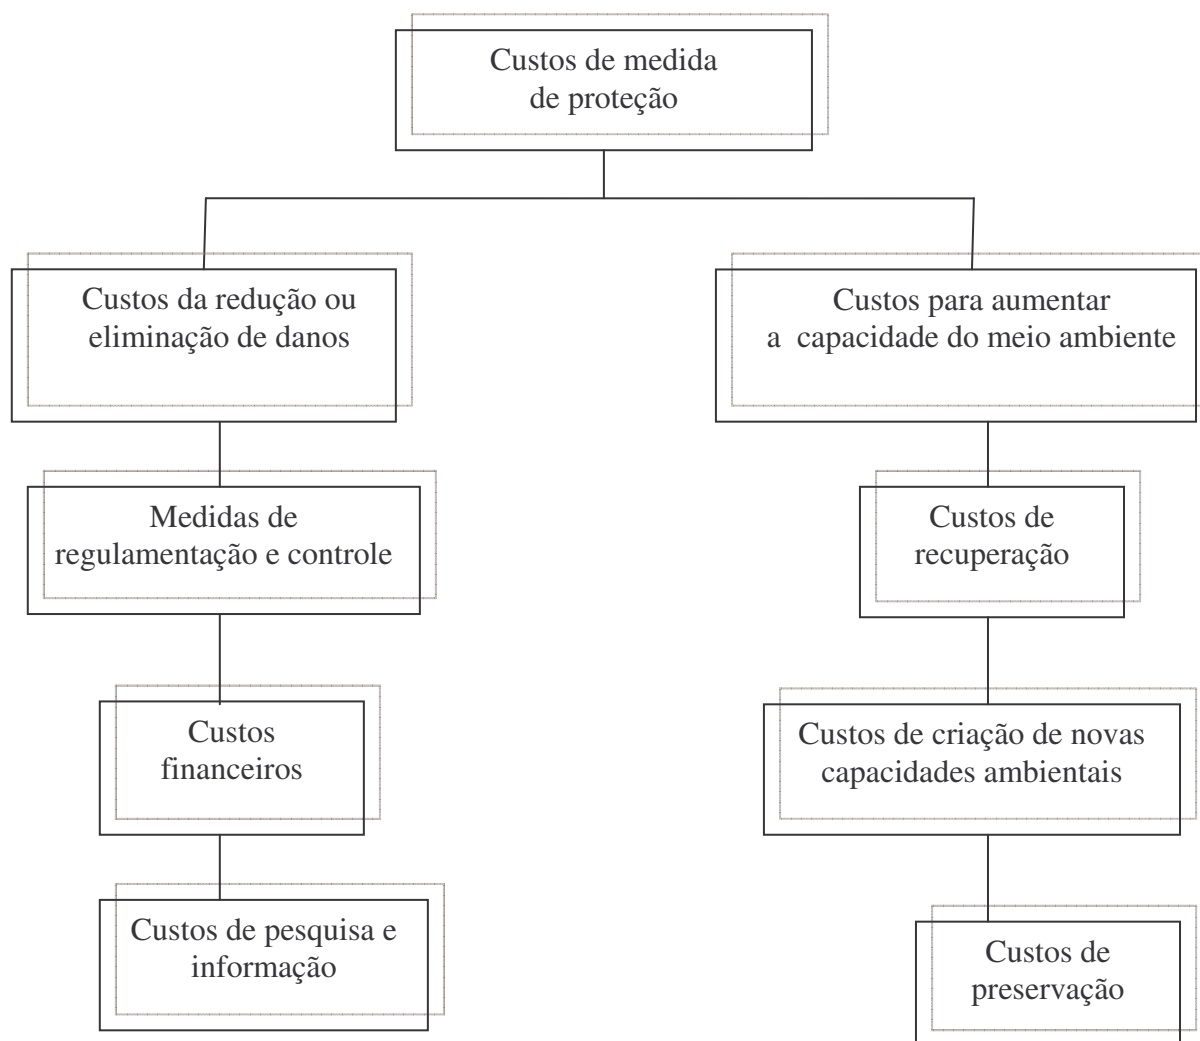 Custos de medida
de proteção
Custos da redução ou
eliminação de danos
Custos para aumentar
a capacidade do meio ambiente
Medidas de
regulamentação e controle
Custos de
recuperação
Custos
financeiros
Custos de criação de novas
capacidades ambientais
Custos de pesquisa e
informação
Custos de
preservação